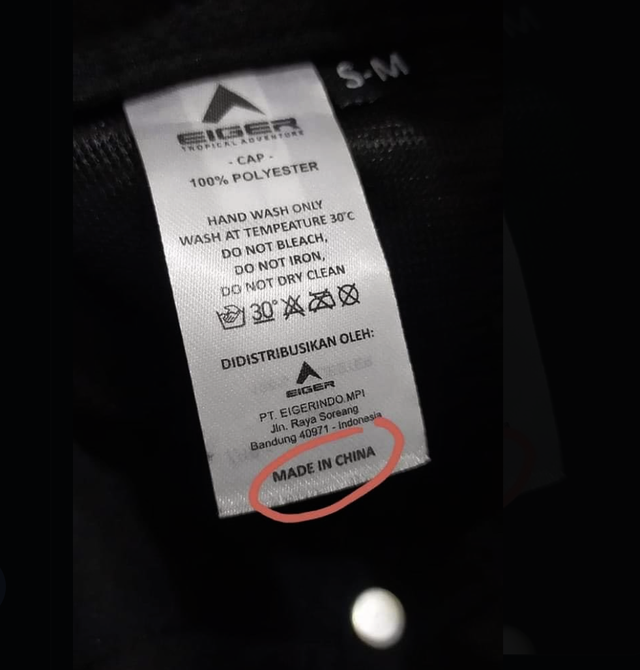 S-M
EIGER
TROPICAL ADVENTURE
- CAP -
100% POLYESTER
HAND WASH ONLY
WASH AT TEMPEATURE 30°C
DO NOT BLEACH,
DO NOT IRON,
DO NOT DRY CLEAN
30°
DIDISTRIBUSIKAN OLEH:
EIGER
PT. EIGERINDO.MPI
Jln. Raya Soreang
Bandung 40971 - Indonesia
MADE IN CHINA